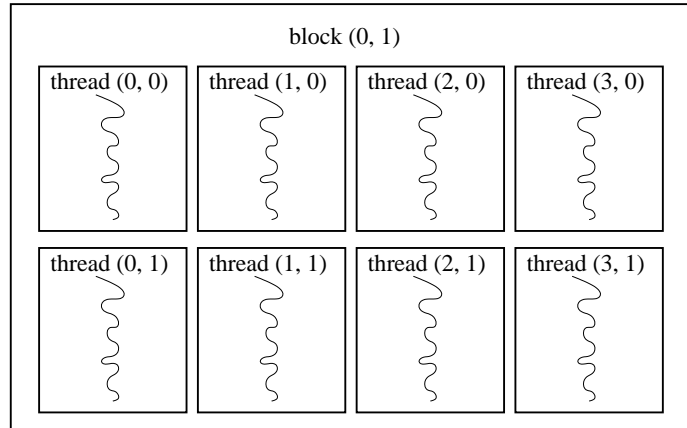 block (0, 1)
thread (0, 0) thread (1, 0) thread (2, 0) thread (3, 0)
thread (0, 1) thread (1, 1) thread (2, 1) thread (3, 1)